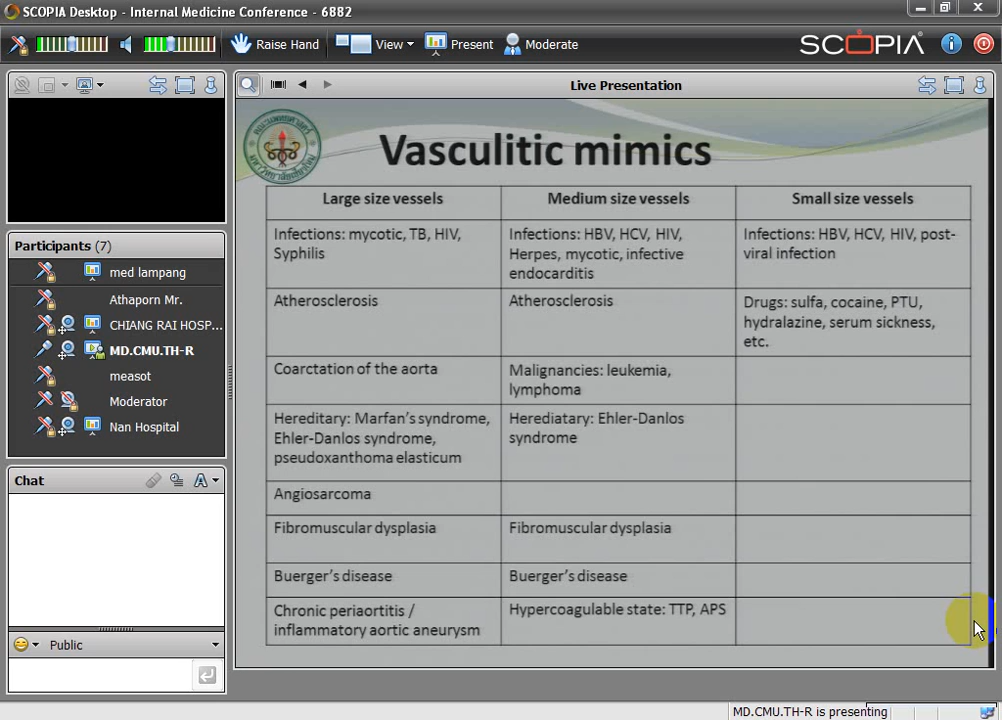 SCOPIA Desktop - Internal Medicine Conference - 6882
Raise Hand
View
Present
Moderate
SCOPIA
Live Presentation
Participants (7)
med lampang
Athaporn Mr.
CHIANG RAI HOSP...
MD.CMU.TH-R
measot
Moderator
Nan Hospital
Chat
A
Public
Vasculitic mimics
Large size vessels
Medium size vessels
Small size vessels
Infections: mycotic, TB, HIV,
Syphilis
Infections: HBV, HCV, HIV,
Herpes, mycotic, infective
endocarditis
Infections: HBV, HCV, HIV, post-
viral infection
Atherosclerosis
Atherosclerosis
Drugs: sulfa, cocaine, PTU,
hydralazine, serum sickness,
etc.
Coarctation of the aorta
Malignancies: leukemia,
lymphoma
Hereditary: Marfan's syndrome,
Ehler-Danlos syndrome,
pseudoxanthoma elasticum
Herediatary: Ehler-Danlos
syndrome
Angiosarcoma
Fibromuscular dysplasia
Fibromuscular dysplasia
Buerger's disease
Buerger's disease
Chronic periaortitis /
inflammatory aortic aneurysm
Hypercoagulable state: TTP, APS
MD.CMU.TH-R is presenting